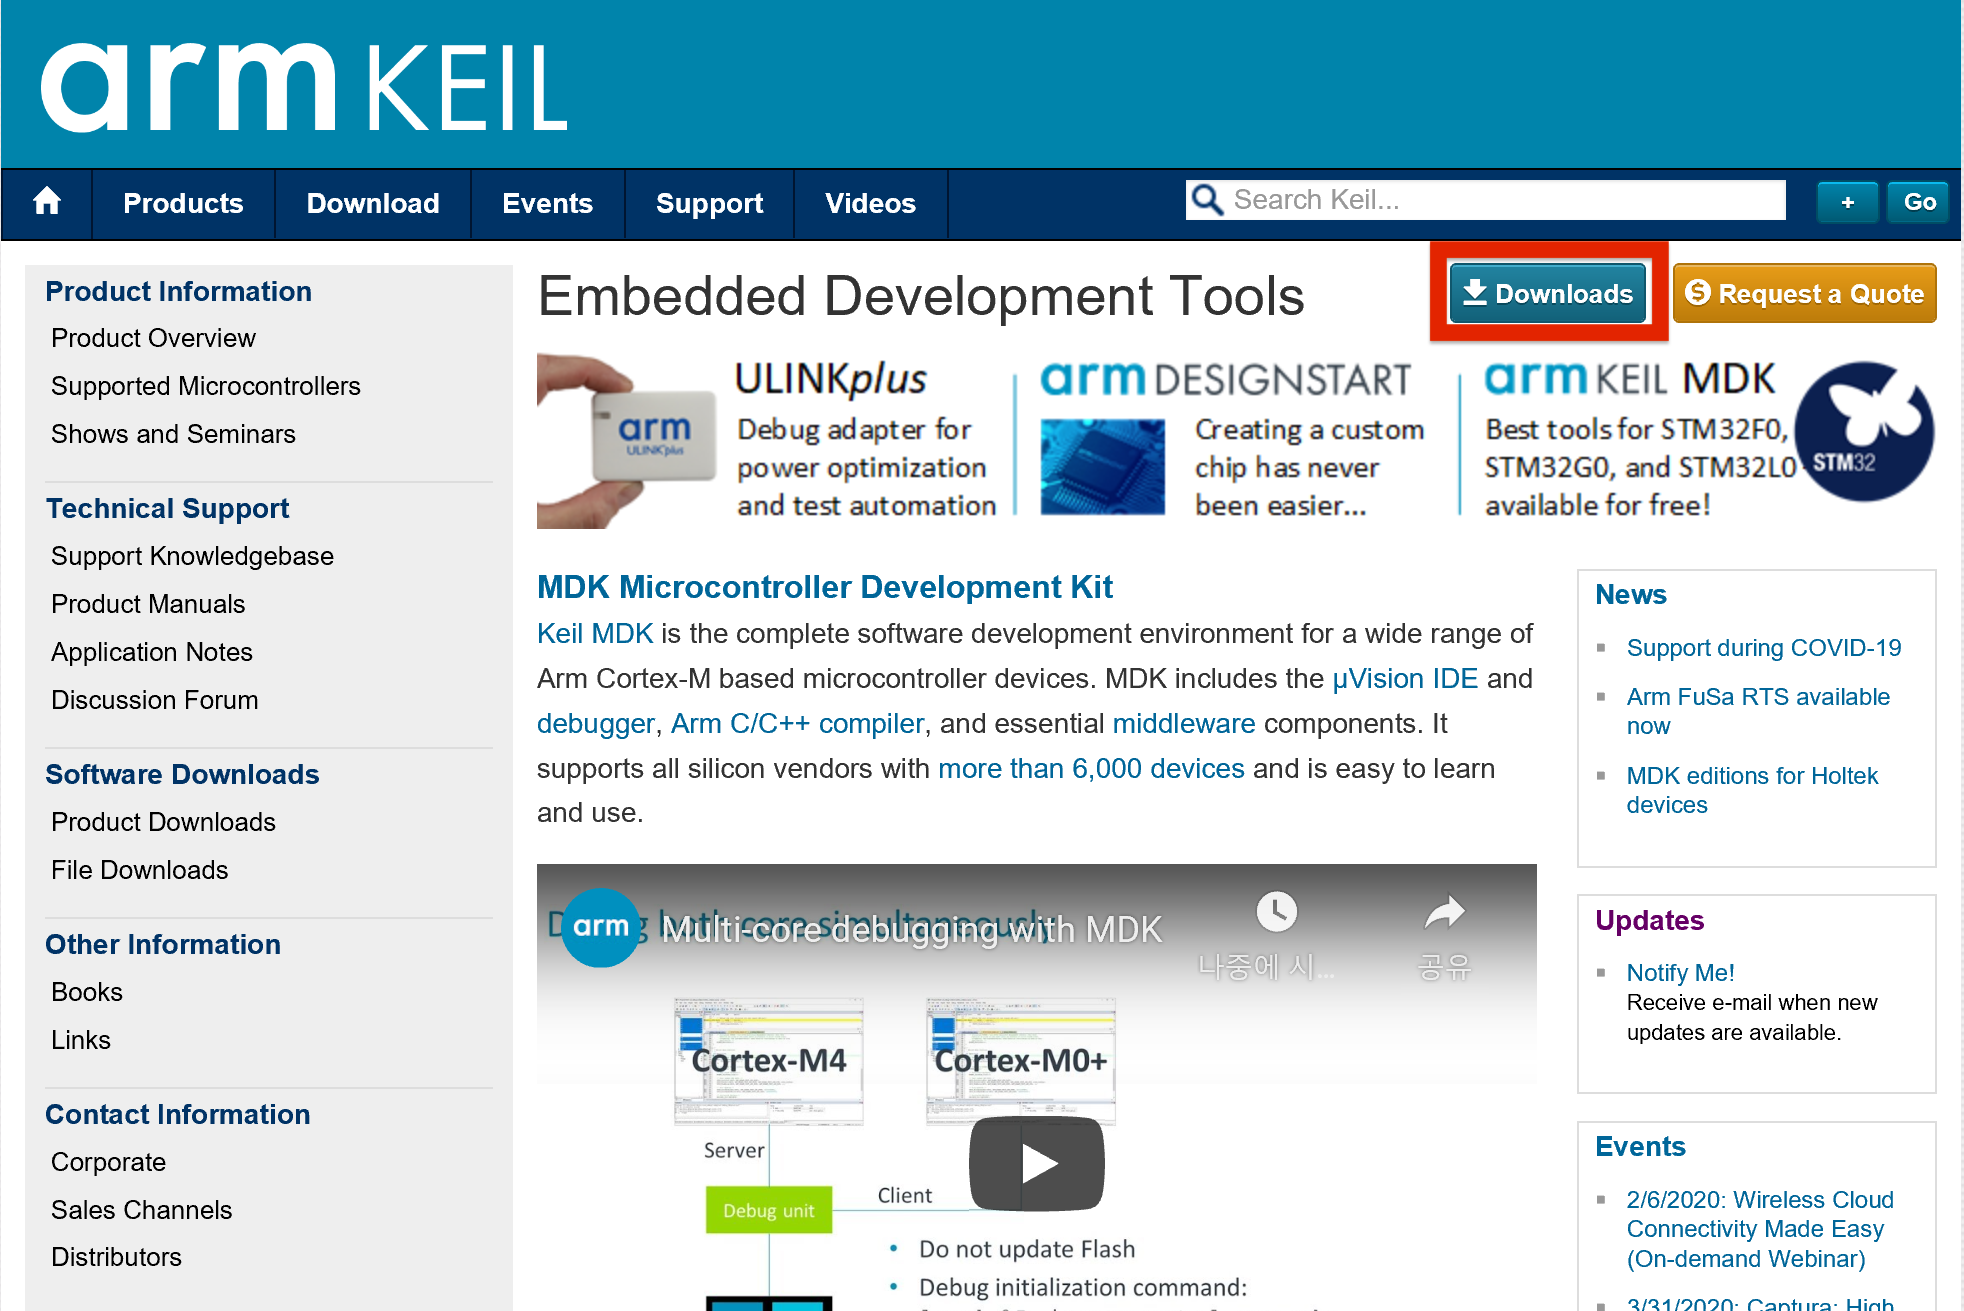 arm KEIL
Products Download Events Support Videos
Search Keil...
+ Go
Product Information
Product Overview
Supported Microcontrollers
Shows and Seminars
Technical Support
Support Knowledgebase
Product Manuals
Application Notes
Discussion Forum
Software Downloads
Product Downloads
File Downloads
Other Information
Books
Links
Contact Information
Corporate
Sales Channels
Distributors
Embedded Development Tools
Downloads
Request a Quote
arm
ULINKplus
ULINKplus
Debug adapter for
power optimization
and test automation
arm DESIGNSTART
Creating a custom
chip has never
been easier...
arm KEIL MDK
Best tools for STM32F0,
STM32G0, and STM32L0
available for free!
STM32
MDK Microcontroller Development Kit
Keil MDK is the complete software development environment for a wide range of
Arm Cortex-M based microcontroller devices. MDK includes the µVision IDE and
debugger, Arm C/C++ compiler, and essential middleware components. It
supports all silicon vendors with more than 6,000 devices and is easy to learn
and use.
arm
Multi-core debugging with MDK
both core simultaneously
나중에 시...
공유
Cortex-M4
Cortex-M0+
Server
Client
Debug unit
• Do not update Flash
• Debug initialization command:
News
Support during COVID-19
Arm FuSa RTS available
now
MDK editions for Holtek
devices
Updates
Notify Me!
Receive e-mail when new
updates are available.
Events
2/6/2020: Wireless Cloud
Connectivity Made Easy
(On-demand Webinar)
3/31/2020: Captura: High